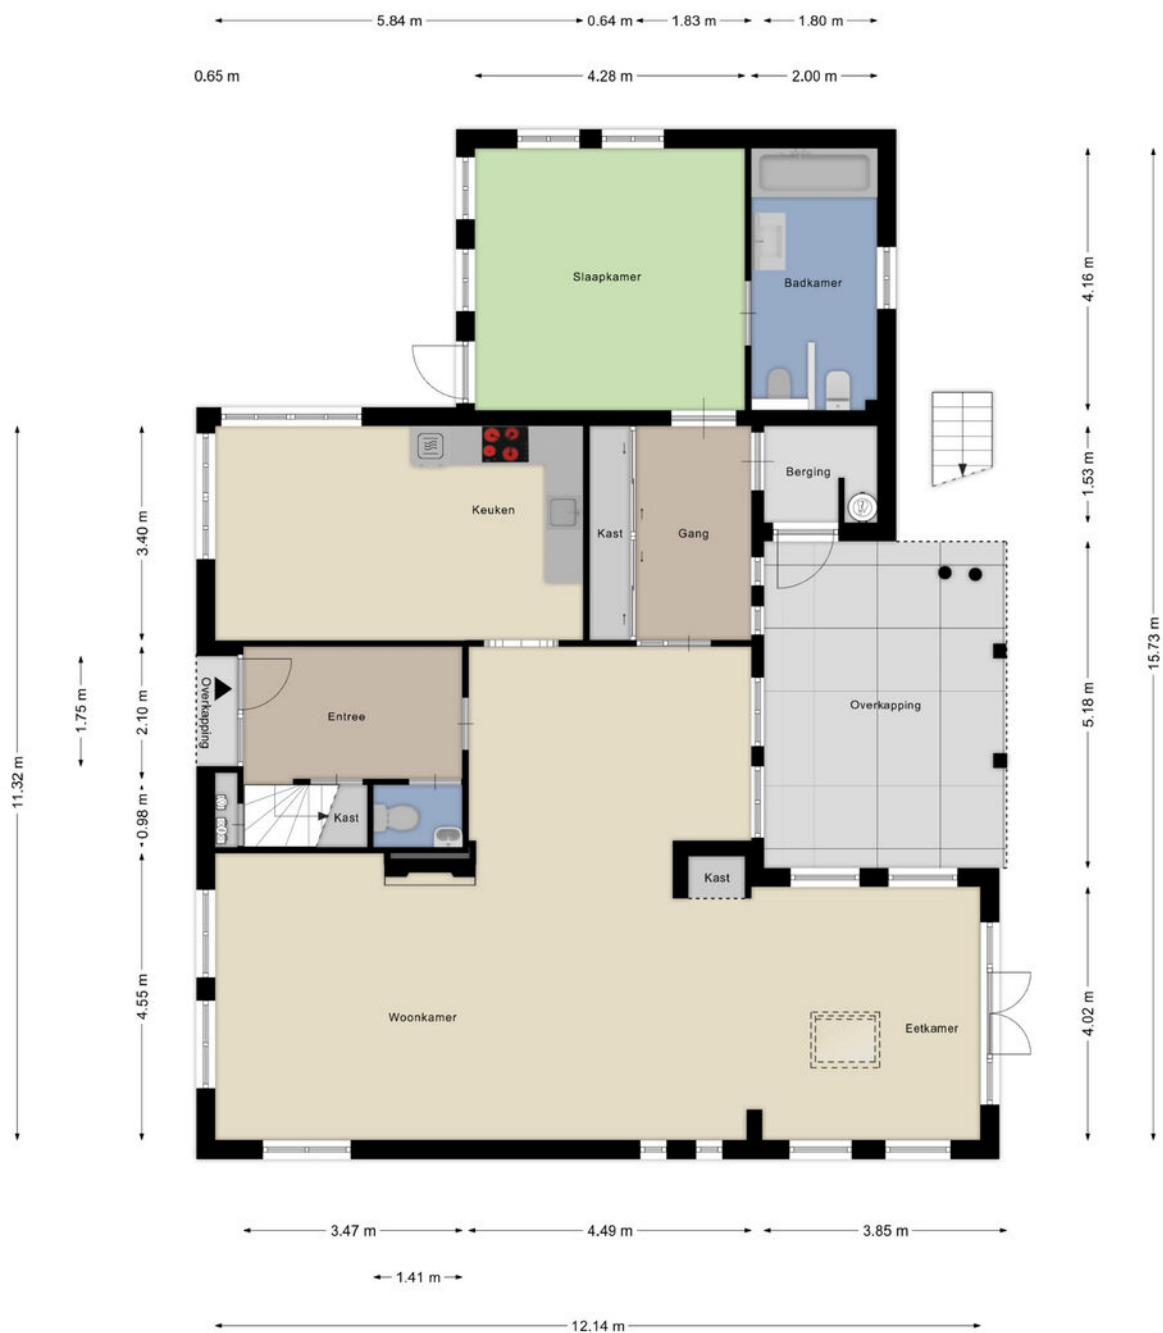 5.84 m 0.64 m 1.83 m 1.80 m
0.65 m 4.28 m 2.00 m
Slaapkamer
Badkamer
4.16 m
15.73 m
Berging
1.53 m
Keuken
Kast
Gang
3.40 m
Overkapping
Entree
Overkapping
1.75 m
2.10 m
5.18 m
11.32 m
0.98 m
Kast
Kast
4.55 m
Woonkamer
Eetkamer
4.02 m
3.47 m 4.49 m 3.85 m
1.41 m
12.14 m